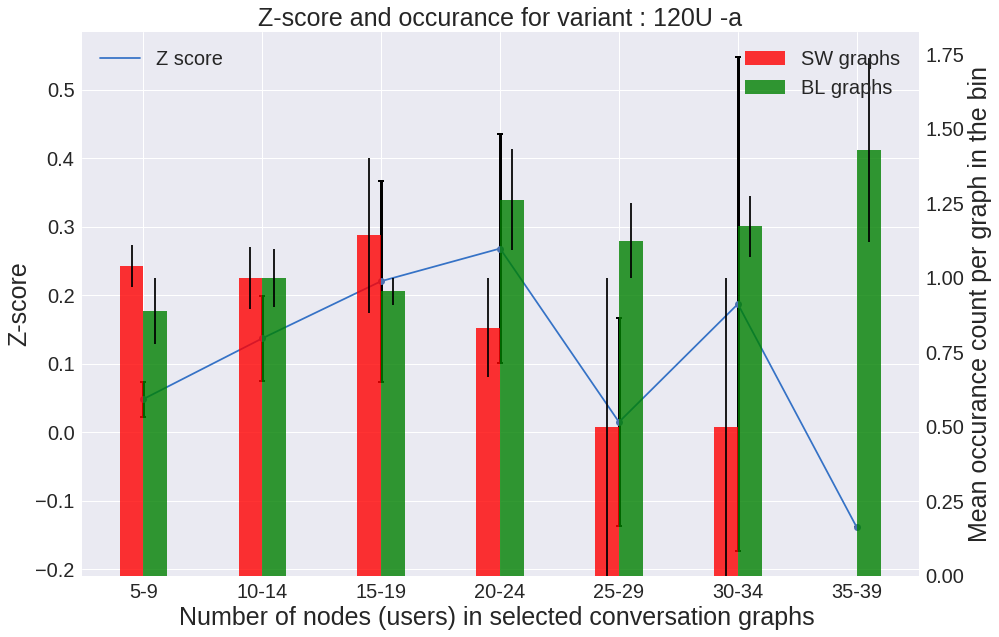 Z-score and occurance for variant : 120U -a
Z score
SW graphs
BL graphs
Z-score
0.5
0.4
0.3
0.2
0.1
0.0
−0.1
−0.2
1.75
1.50
1.25
1.00
0.75
0.50
0.25
0.00
Mean occurance count per graph in the bin
5-9 10-14 15-19 20-24 25-29 30-34 35-39
Number of nodes (users) in selected conversation graphs